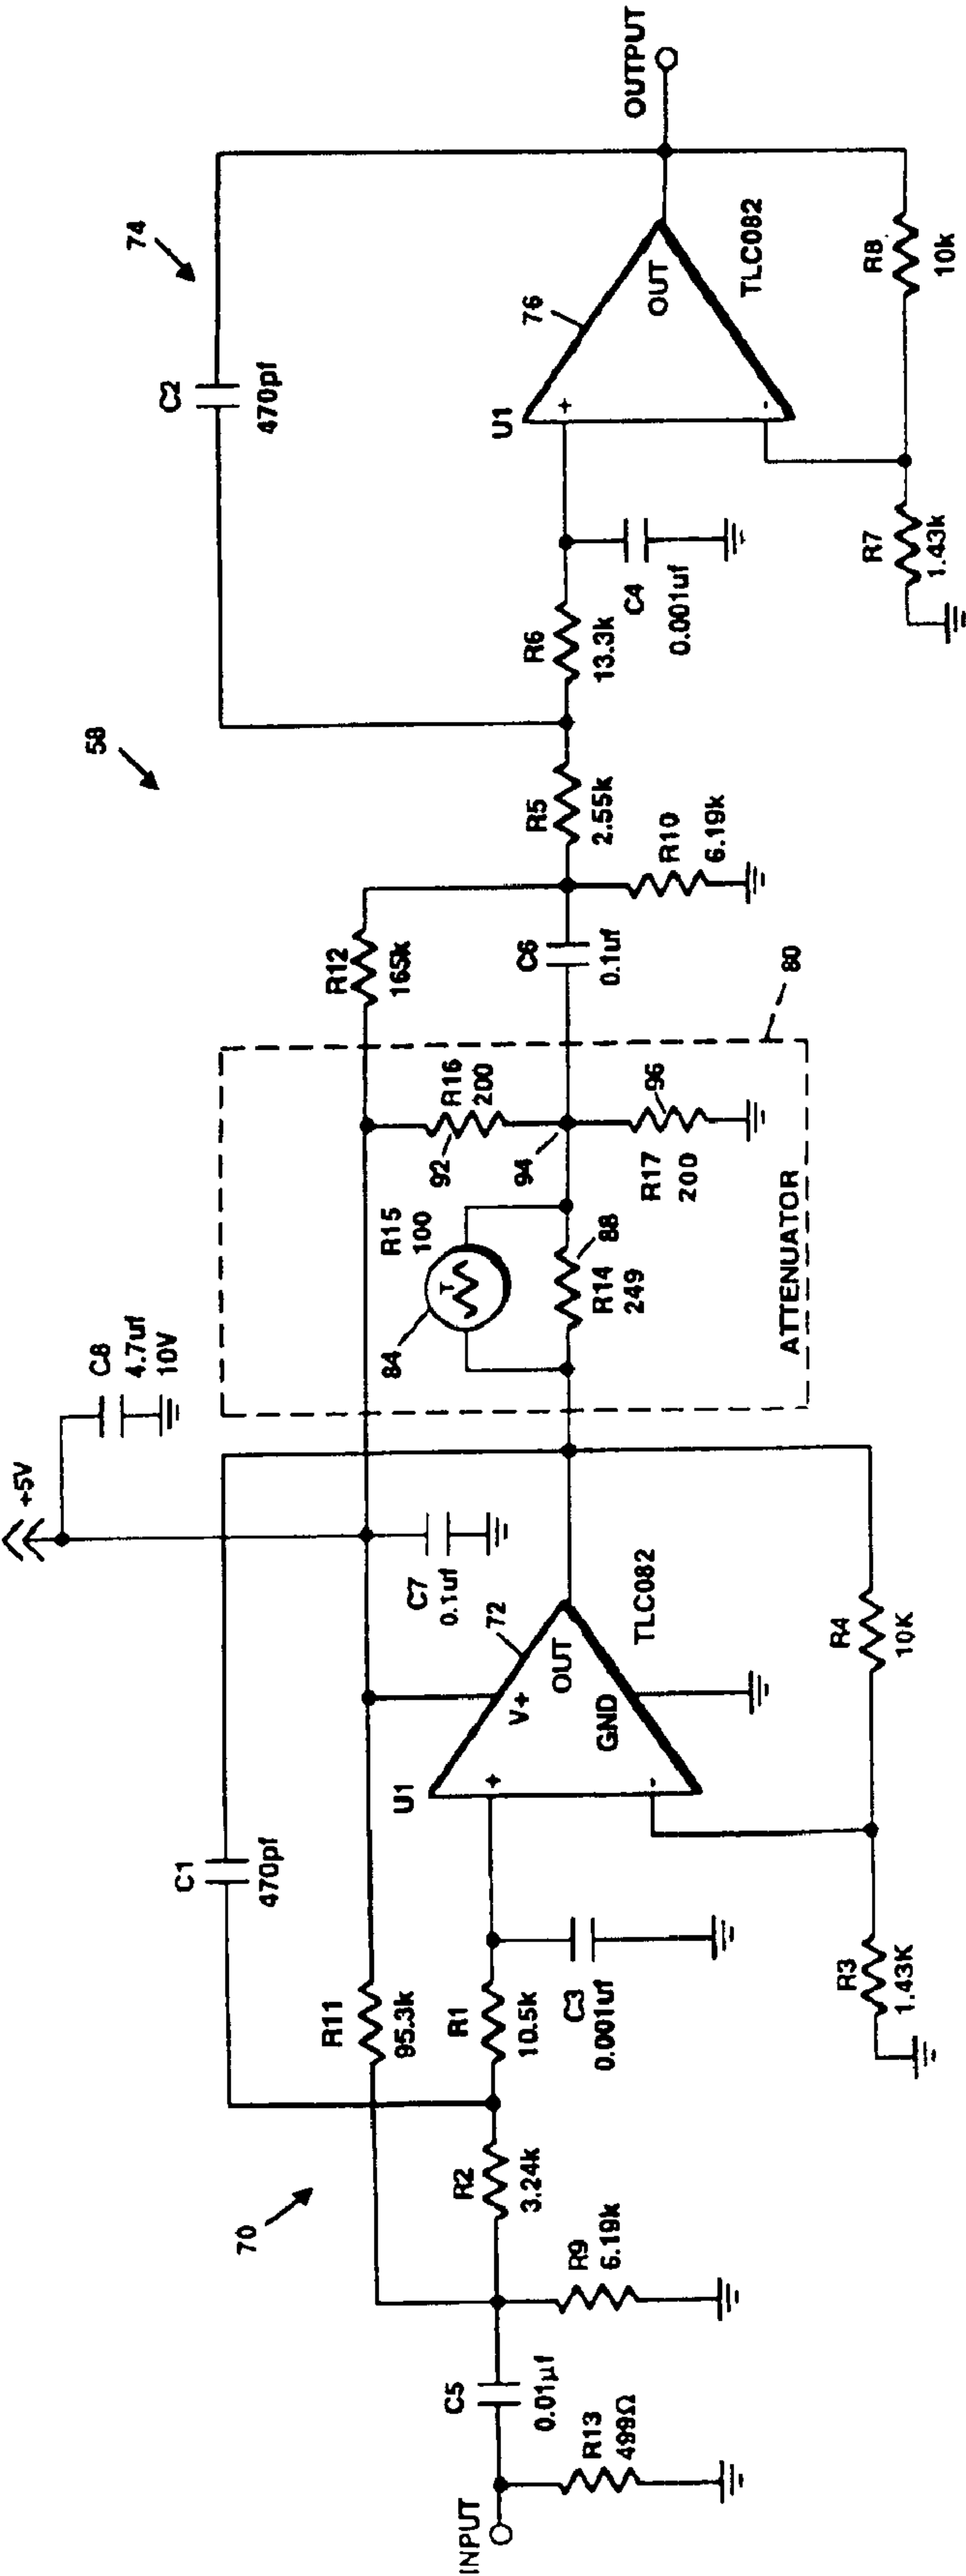 INPUT
R13
499Ω
C5
0.01µf
R9
6.19k
70
R2
3.24k
R11
95.3k
R1
10.5k
C3
0.001uf
C1
470pf
U1
+
-
V+
OUT
GND
72
TLC082
R3
1.43K
R4
10K
+5V
C8
4.7uf
10V
C7
0.1uf
84
T
R15
100
R14
249
88
R16
200
92
94
R17
200
96
ATTENUATOR
80
R12
165k
C6
0.1uf
R10
6.19k
58
R5
2.55k
R6
13.3k
C4
0.001uf
C2
470pf
74
U1
+
-
76
OUT
TLC082
R7
1.43k
R8
10k
OUTPUT